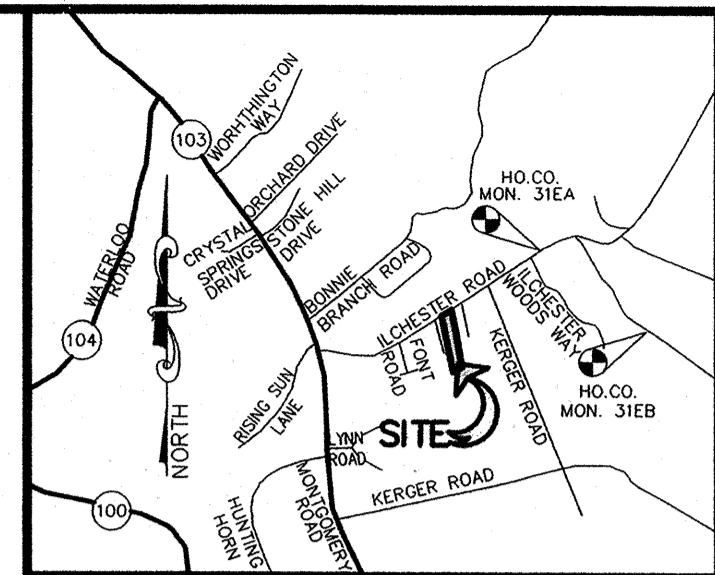 103
WORHTHINGTON
WAY
ORCHARD DRIVE
CRYSTAL
SPRINGS
DRIVE
STONE HILL
DRIVE
WATERLOO
ROAD
104
NORTH
BONNIE
BRANCH ROAD
HO.CO.
MON. 31EA
ILCHESTER ROAD
ILCHESTER
WOODS WAY
FONT
ROAD
KERGER ROAD
HO.CO.
MON. 31EB
RISING SUN
LANE
SITE
LYNN
ROAD
KERGER ROAD
MONTGOMERY
ROAD
HUNTING
HORN
100